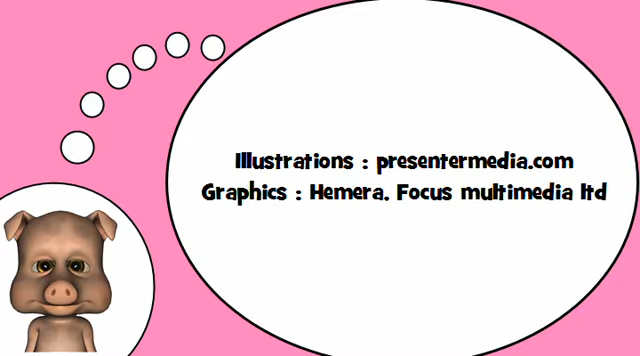 Illustrations : presentermedia.com
Graphics : Hemera. Focus multimedia ltd